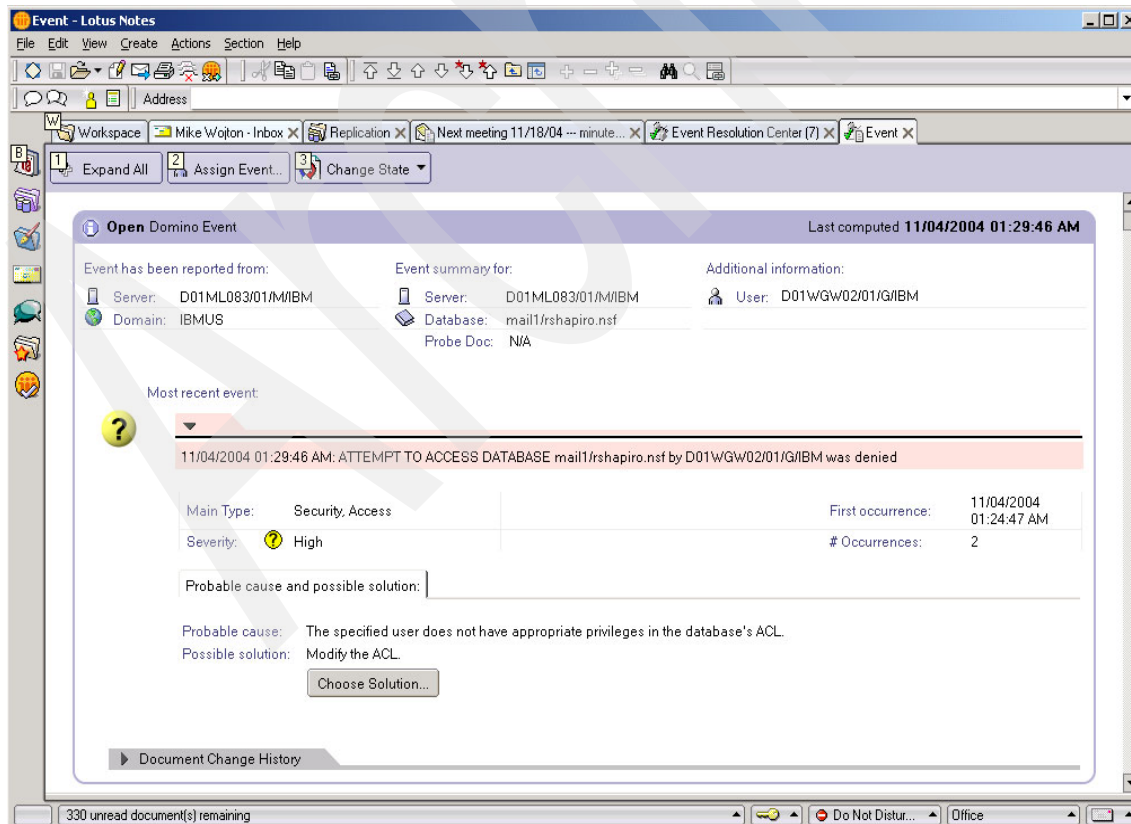 Event - Lotus Notes
File Edit View Create Actions Section Help
Address
W
Workspace Mike Wojton - Inbox Replication Next meeting 11/18/04 --- minute... Event Resolution Center (7) Event
B
1 Expand All 2 Assign Event... 3 Change State
Open Domino Event Last computed 11/04/2004 01:29:46 AM
Event has been reported from: Event summary for: Additional information:
Server: D01ML083/01/M/IBM Server: D01ML083/01/M/IBM User: D01WGW02/01/G/IBM
Domain: IBMUS Database: mail1/rshapiro.nsf
Probe Doc: N/A
Most recent event:
11/04/2004 01:29:46 AM: ATTEMPT TO ACCESS DATABASE mail1/rshapiro.nsf by D01WGW02/01/G/IBM was denied
Main Type: Security, Access First occurrence: 11/04/2004
01:24:47 AM
Severity: High # Occurrences: 2
Probable cause and possible solution:
Probable cause: The specified user does not have appropriate privileges in the database's ACL.
Possible solution: Modify the ACL.
Choose Solution...
Document Change History
330 unread document(s) remaining Do Not Distur... Office